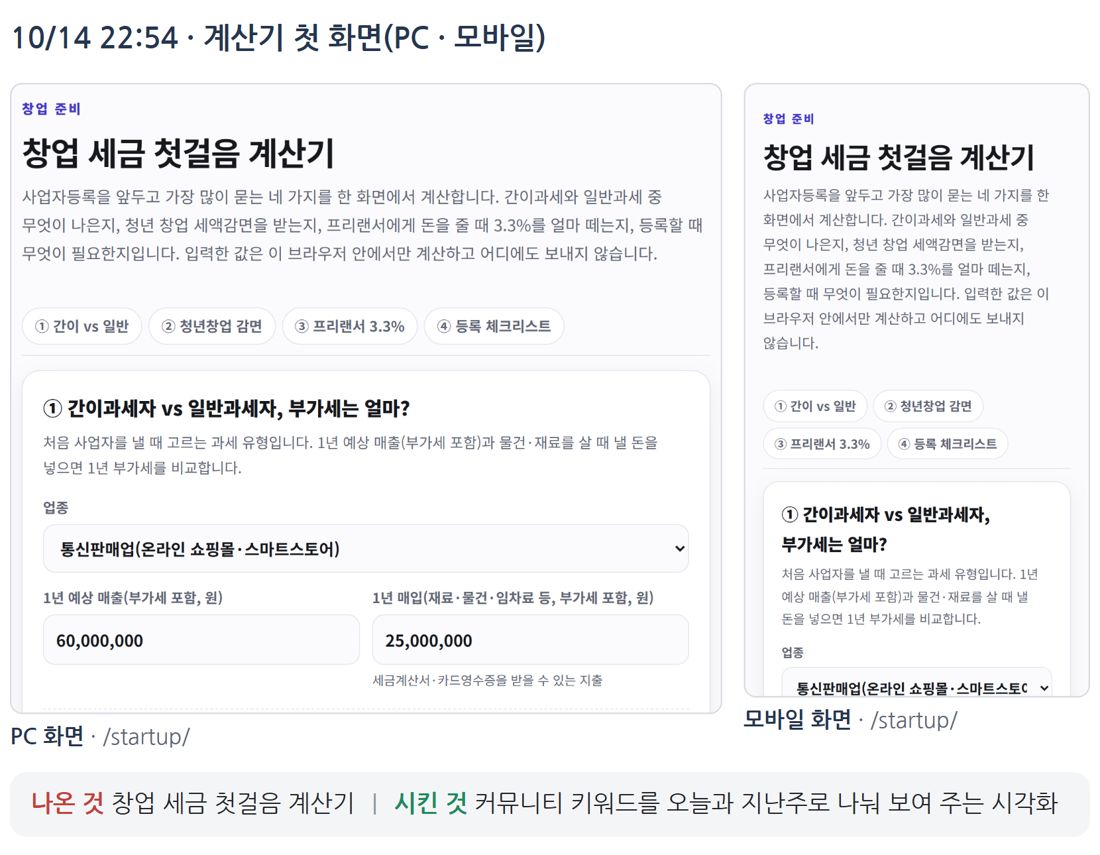 10/14 22:54 · 계산기 첫 화면(PC · 모바일)
창업 준비
창업 세금 첫걸음 계산기
사업자등록을 앞두고 가장 많이 묻는 네 가지를 한 화면에서 계산합니다. 간이과세와 일반과세 중
무엇이 나은지, 청년 창업 세액감면을 받는지, 프리랜서에게 돈을 줄 때 3.3%를 얼마 떼는지, 등록할 때
무엇이 필요한지입니다. 입력한 값은 이 브라우저 안에서만 계산하고 어디에도 보내지 않습니다.
① 간이 vs 일반
② 청년창업 감면
③ 프리랜서 3.3%
④ 등록 체크리스트
① 간이과세자 vs 일반과세자, 부가세는 얼마?
처음 사업자를 낼 때 고르는 과세 유형입니다. 1년 예상 매출(부가세 포함)과 물건·재료를 살 때 낼 돈을
넣으면 1년 부가세를 비교합니다.
업종
통신판매업(온라인 쇼핑몰·스마트스토어)
1년 예상 매출(부가세 포함, 원)
60,000,000
1년 매입(재료·물건·임차료 등, 부가세 포함, 원)
25,000,000
세금계산서·카드영수증을 받을 수 있는 지출
PC 화면 · /startup/
창업 준비
창업 세금 첫걸음 계산기
사업자등록을 앞두고 가장 많이 묻는 네 가지를 한
화면에서 계산합니다. 간이과세와 일반과세 중
무엇이 나은지, 청년 창업 세액감면을 받는지,
프리랜서에게 돈을 줄 때 3.3%를 얼마 떼는지,
등록할 때 무엇이 필요한지입니다. 입력한 값은 이
브라우저 안에서만 계산하고 어디에도 보내지
않습니다.
① 간이 vs 일반
② 청년창업 감면
③ 프리랜서 3.3%
④ 등록 체크리스트
① 간이과세자 vs 일반과세자,
부가세는 얼마?
처음 사업자를 낼 때 고르는 과세 유형입니다. 1년
예상 매출(부가세 포함)과 물건·재료를 살 때 낼
돈을 넣으면 1년 부가세를 비교합니다.
업종
통신판매업(온라인 쇼핑몰·스마트스토어
모바일 화면 · /startup/
나온 것 창업 세금 첫걸음 계산기 | 시킨 것 커뮤니티 키워드를 오늘과 지난주로 나눠 보여 주는 시각화